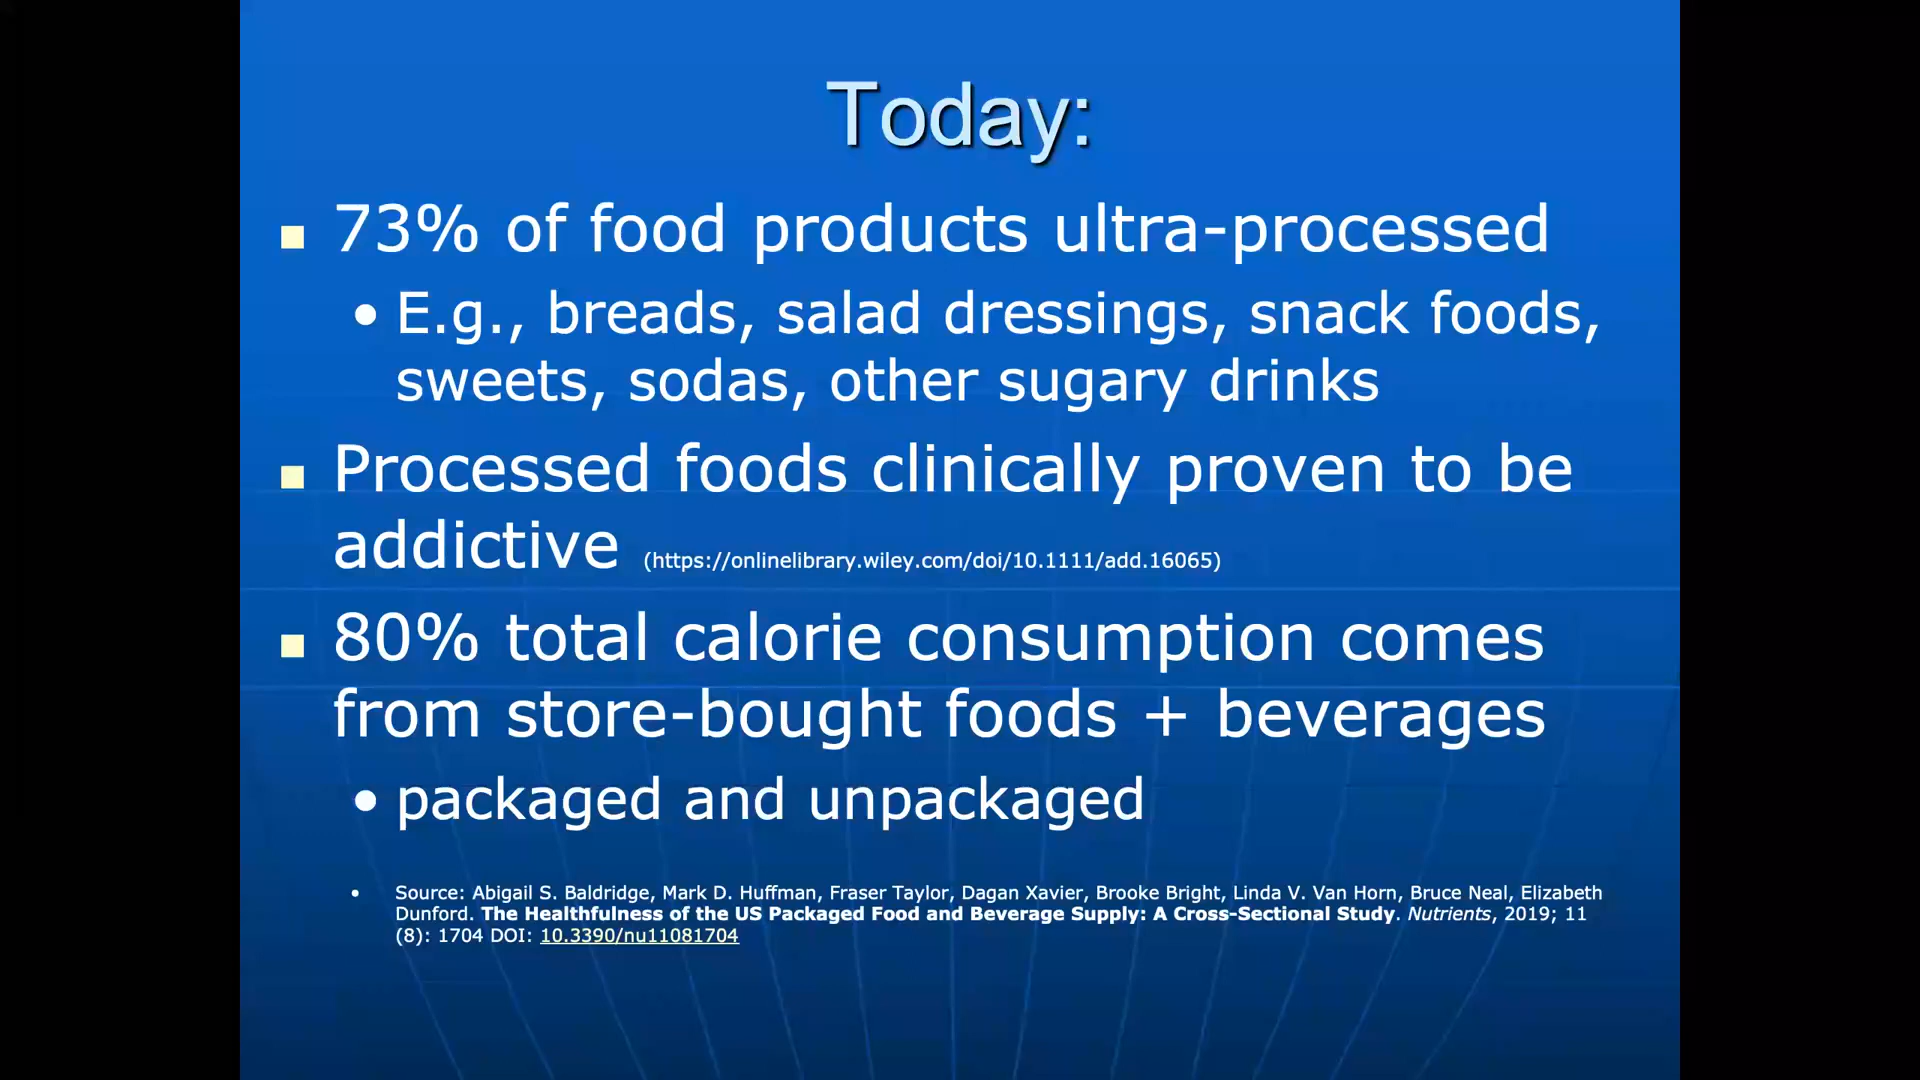 Today:
73% of food products ultra-processed
E.g., breads, salad dressings, snack foods,
sweets, sodas, other sugary drinks
Processed foods clinically proven to be
addictive (https://onlinelibrary.wiley.com/doi/10.1111/add.16065)
80% total calorie consumption comes
from store-bought foods + beverages
packaged and unpackaged
Source: Abigail S. Baldridge, Mark D. Huffman, Fraser Taylor, Dagan Xavier, Brooke Bright, Linda V. Van Horn, Bruce Neal, Elizabeth
Dunford. The Healthfulness of the US Packaged Food and Beverage Supply: A Cross-Sectional Study. Nutrients, 2019; 11
(8): 1704 DOI: 10.3390/nu11081704